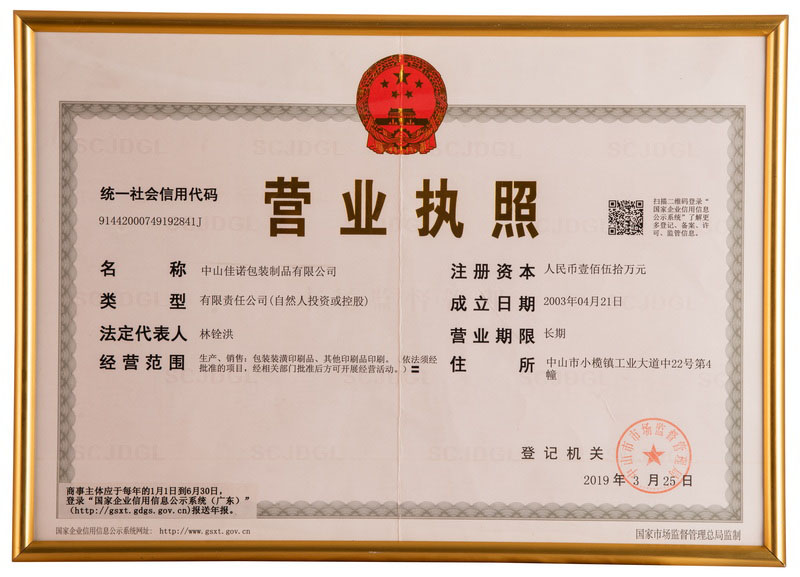 统一社会信用代码
91442000749192841J
营业执照
扫描二维码登录“
国家企业信用信息
公示系统”了解更
多登记、备案、许
可、监管信息。
名称 中山佳诺包装制品有限公司
类型 有限责任公司(自然人投资或控股)
法定代表人 林铨洪
经营范围 生产、销售：包装装潢印刷品、其他印刷品印刷。（依法须经
批准的项目，经相关部门批准后方可开展经营活动。）
注册资本 人民币壹佰伍拾万元
成立日期 2003年04月21日
营业期限 长期
住所 中山市小榄镇工业大道中22号第4
幢
登记机关
中山市市场监督管理局
2019年3月25日
商事主体应于每年的1月1日到6月30日，
登录“国家企业信用信息公示系统（广东）”
(http://gsxt.gdgs.gov.cn)报送年报。
国家企业信用信息公示系统网址: http://www.gsxt.gov.cn
国家市场监督管理总局监制
SCJDGL
SCJDGL
SCJDGL
SCJDGL